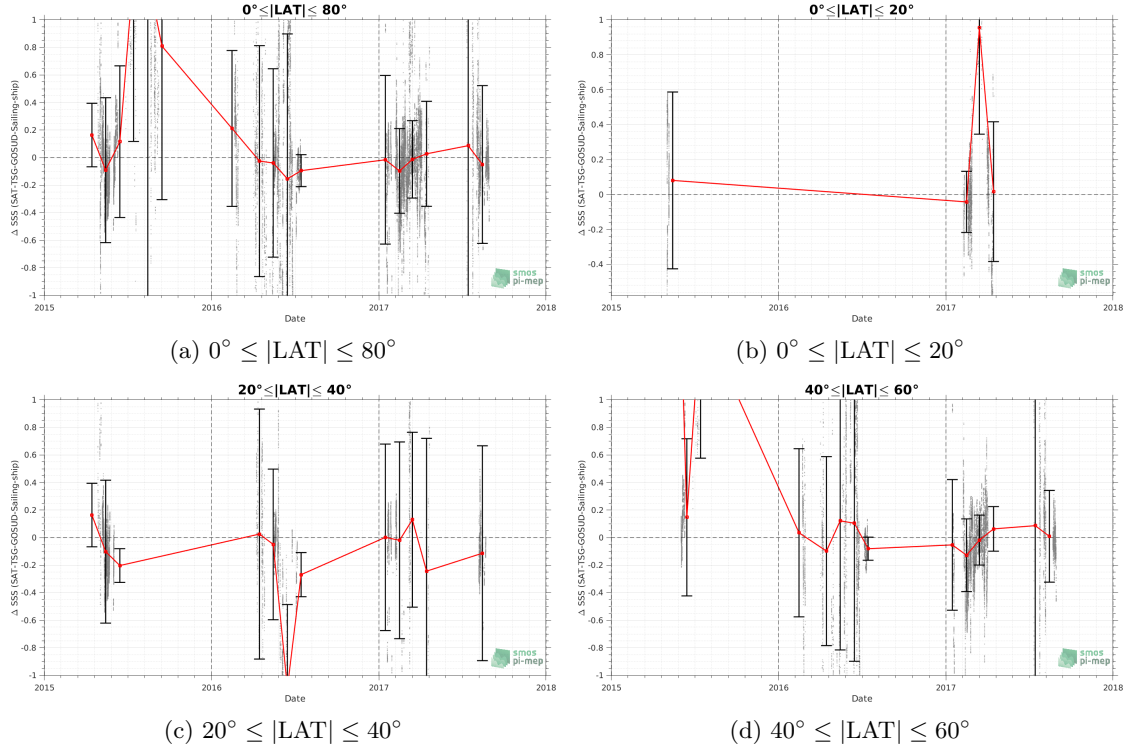 0°≤|LAT|≤ 80°
Δ SSS (SAT-TSG-GOSUD-Sailing-ship)
1
0.8
0.6
0.4
0.2
0
-0.2
-0.4
-0.6
-0.8
-1
2015
2016
2017
2018
Date
smos
pi-mep
(a) 0° ≤ |LAT| ≤ 80°
0°≤|LAT|≤ 20°
Δ SSS (SAT-TSG-GOSUD-Sailing-ship)
1
0.8
0.6
0.4
0.2
0
-0.2
-0.4
2015
2016
2017
2018
Date
smos
pi-mep
(b) 0° ≤ |LAT| ≤ 20°
20°≤|LAT|≤ 40°
Δ SSS (SAT-TSG-GOSUD-Sailing-ship)
1
0.8
0.6
0.4
0.2
0
-0.2
-0.4
-0.6
-0.8
-1
2015
2016
2017
2018
Date
smos
pi-mep
(c) 20° ≤ |LAT| ≤ 40°
40°≤|LAT|≤ 60°
Δ SSS (SAT-TSG-GOSUD-Sailing-ship)
1
0.8
0.6
0.4
0.2
0
-0.2
-0.4
-0.6
-0.8
-1
2015
2016
2017
2018
Date
smos
pi-mep
(d) 40° ≤ |LAT| ≤ 60°